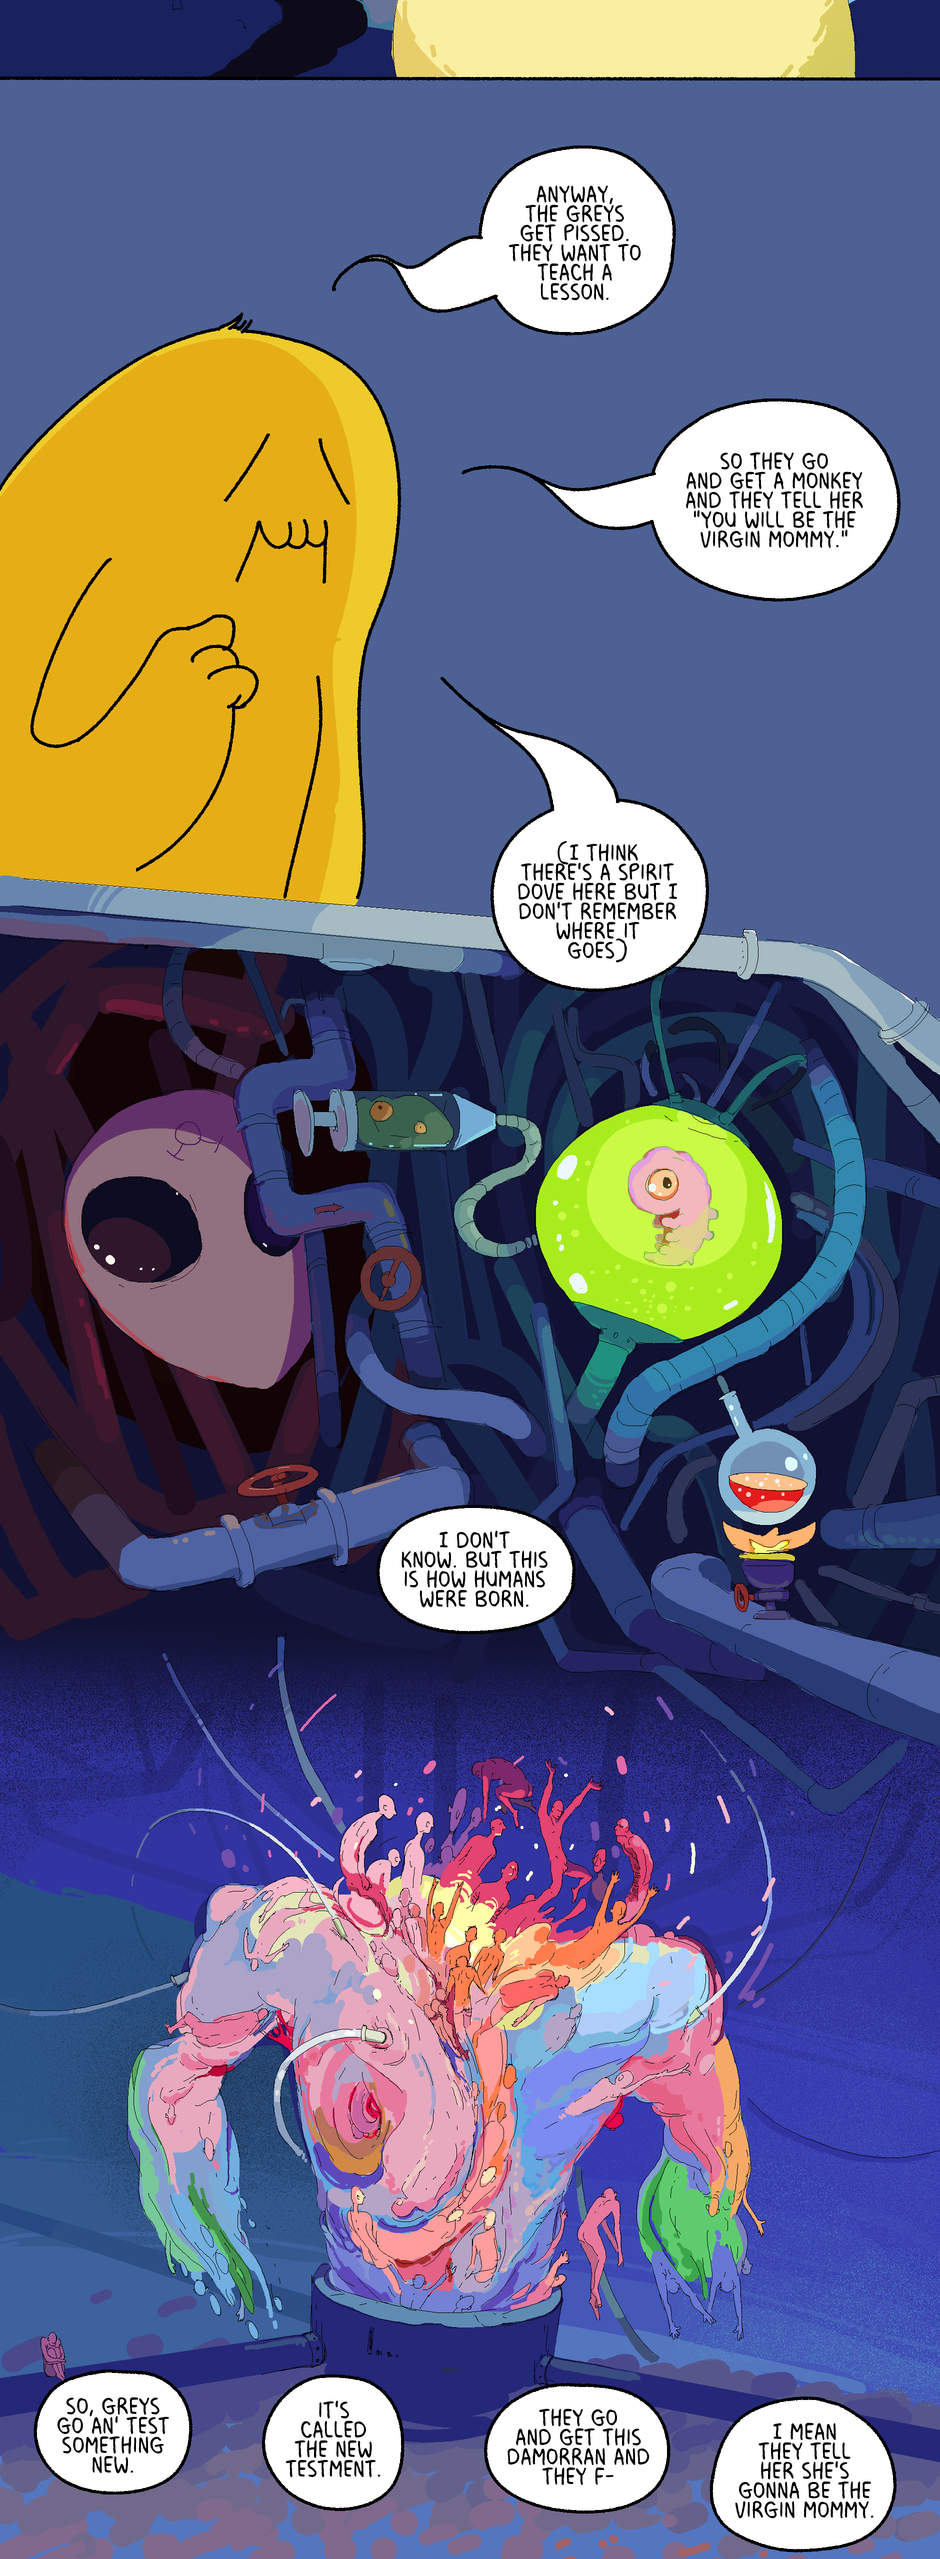 ANYWAY,
THE GREYS
GET PISSED.
THEY WANT TO
TEACH A
LESSON.
SO THEY GO
AND GET A MONKEY
AND THEY TELL HER
"YOU WILL BE THE
VIRGIN MOMMY."
(I THINK
THERE'S A SPIRIT
DOVE HERE BUT I
DON'T REMEMBER
WHERE IT
GOES)
I DON'T
KNOW. BUT THIS
IS HOW HUMANS
WERE BORN.
SO, GREYS
GO AN' TEST
SOMETHING
NEW.
IT'S
CALLED
THE NEW
TESTMENT.
THEY GO
AND GET THIS
DAMORRAN AND
THEY F-
I MEAN
THEY TELL
HER SHE'S
GONNA BE THE
VIRGIN MOMMY.